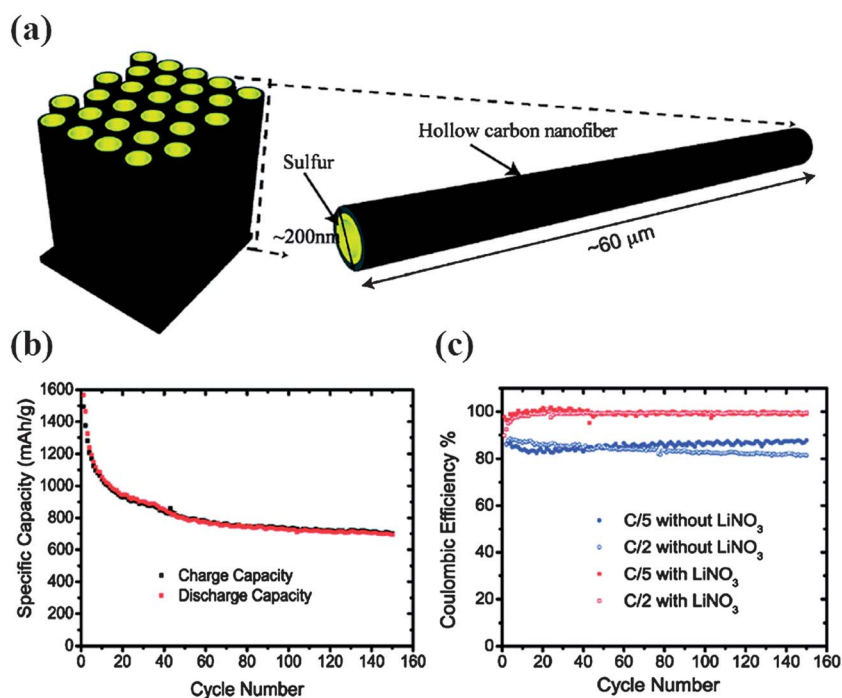 (a)
Hollow carbon nanofiber
Sulfur
~200nm
~60 μm
(b)
1600
1400
1200
1000
800
600
400
200
0
Specific Capacity (mAh/g)
Charge Capacity
Discharge Capacity
0 20 40 60 80 100 120 140 160
Cycle Number
(c)
100
80
60
40
20
0
Coulombic Efficiency %
C/5 without LiNO₃
C/2 without LiNO₃
C/5 with LiNO₃
C/2 with LiNO₃
0 20 40 60 80 100 120 140 160
Cycle Number